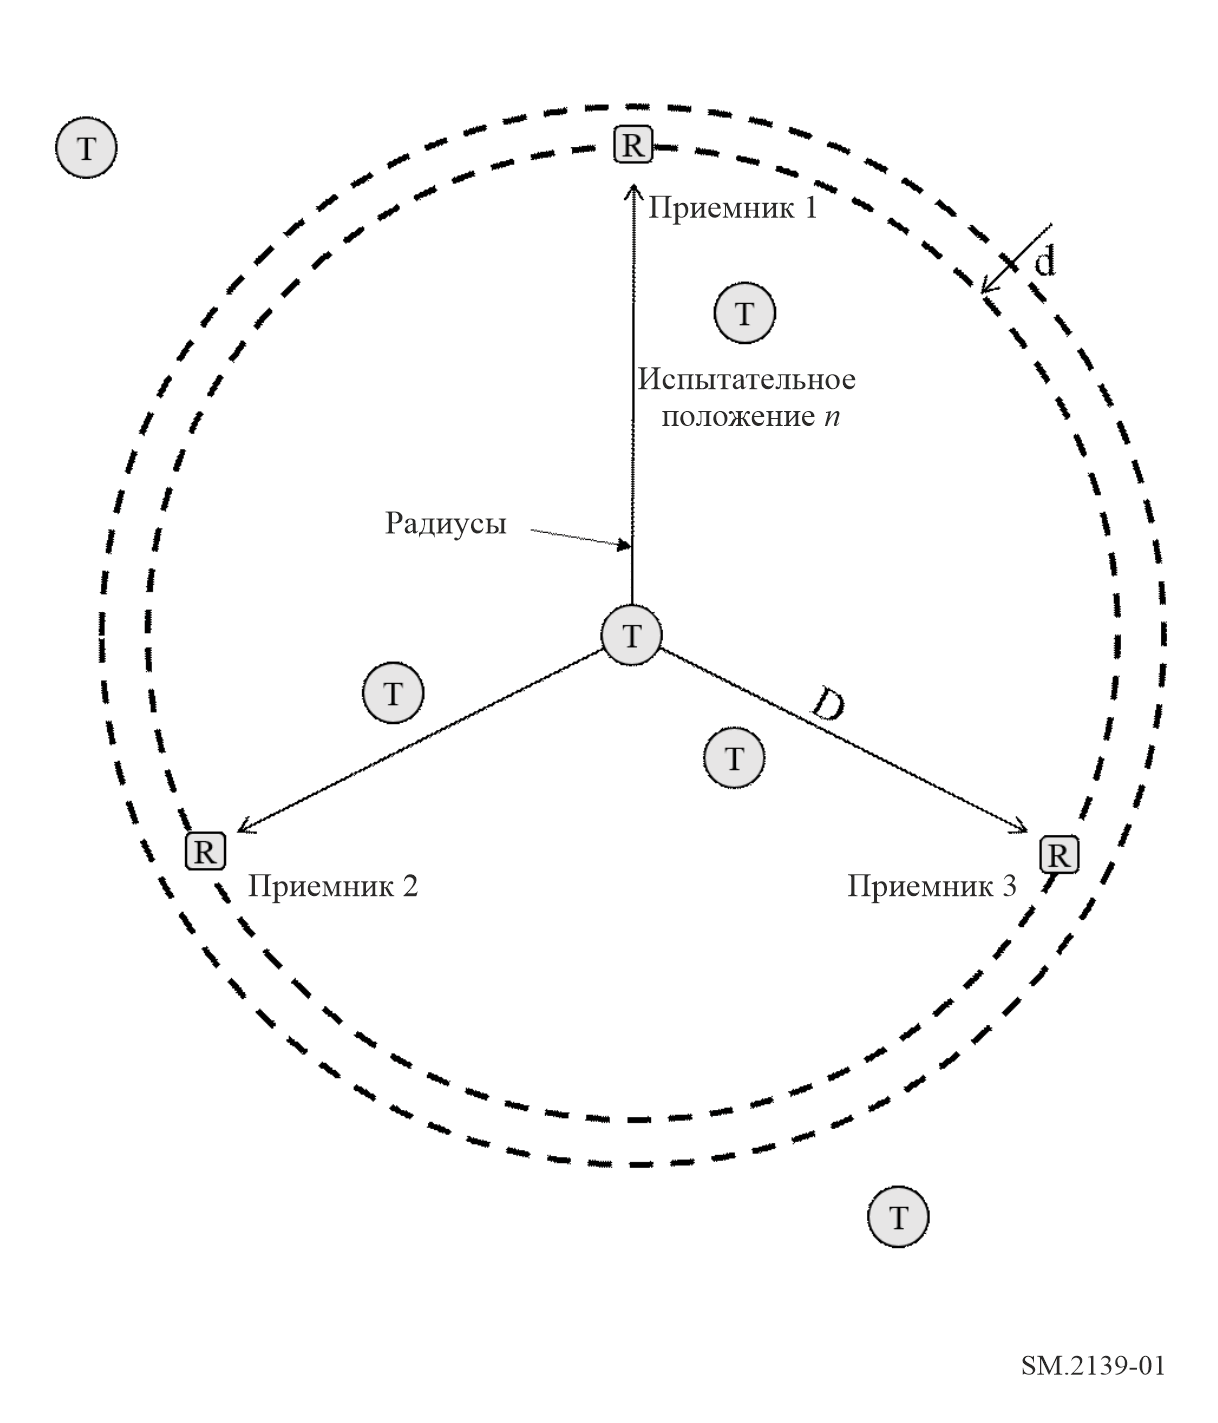 T
R
Приемник 1
d
T
Испытательное
положение n
Радиусы
T
T
D
T
R
R
Приемник 2
Приемник 3
T
SM.2139-01